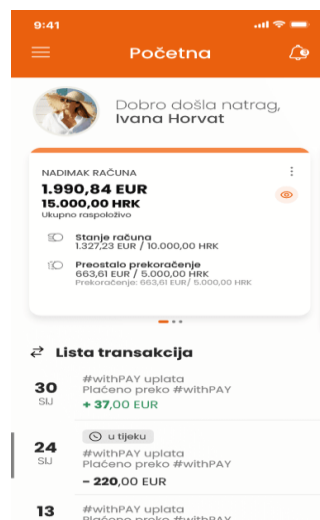 9:41
Početna
Dobro došla natrag,
Ivana Horvat
NADIMAK RAČUNA
1.990,84 EUR
15.000,00 HRK
Ukupno raspoloživo
Stanje računa
1.327,23 EUR / 10.000,00 HRK
Preostalo prekoračenje
663,61 EUR / 5.000,00 HRK
Prekoračenje: 663,61 EUR/ 5.000,00 HRK
Lista transakcija
30
SIJ
#withPAY uplata
Plaćeno preko #withPAY
+ 37,00 EUR
24
SIJ
u tijeku
#withPAY uplata
Plaćeno preko #withPAY
– 220,00 EUR
13
#withPAY uplata
Plaćeno preko #withPAY